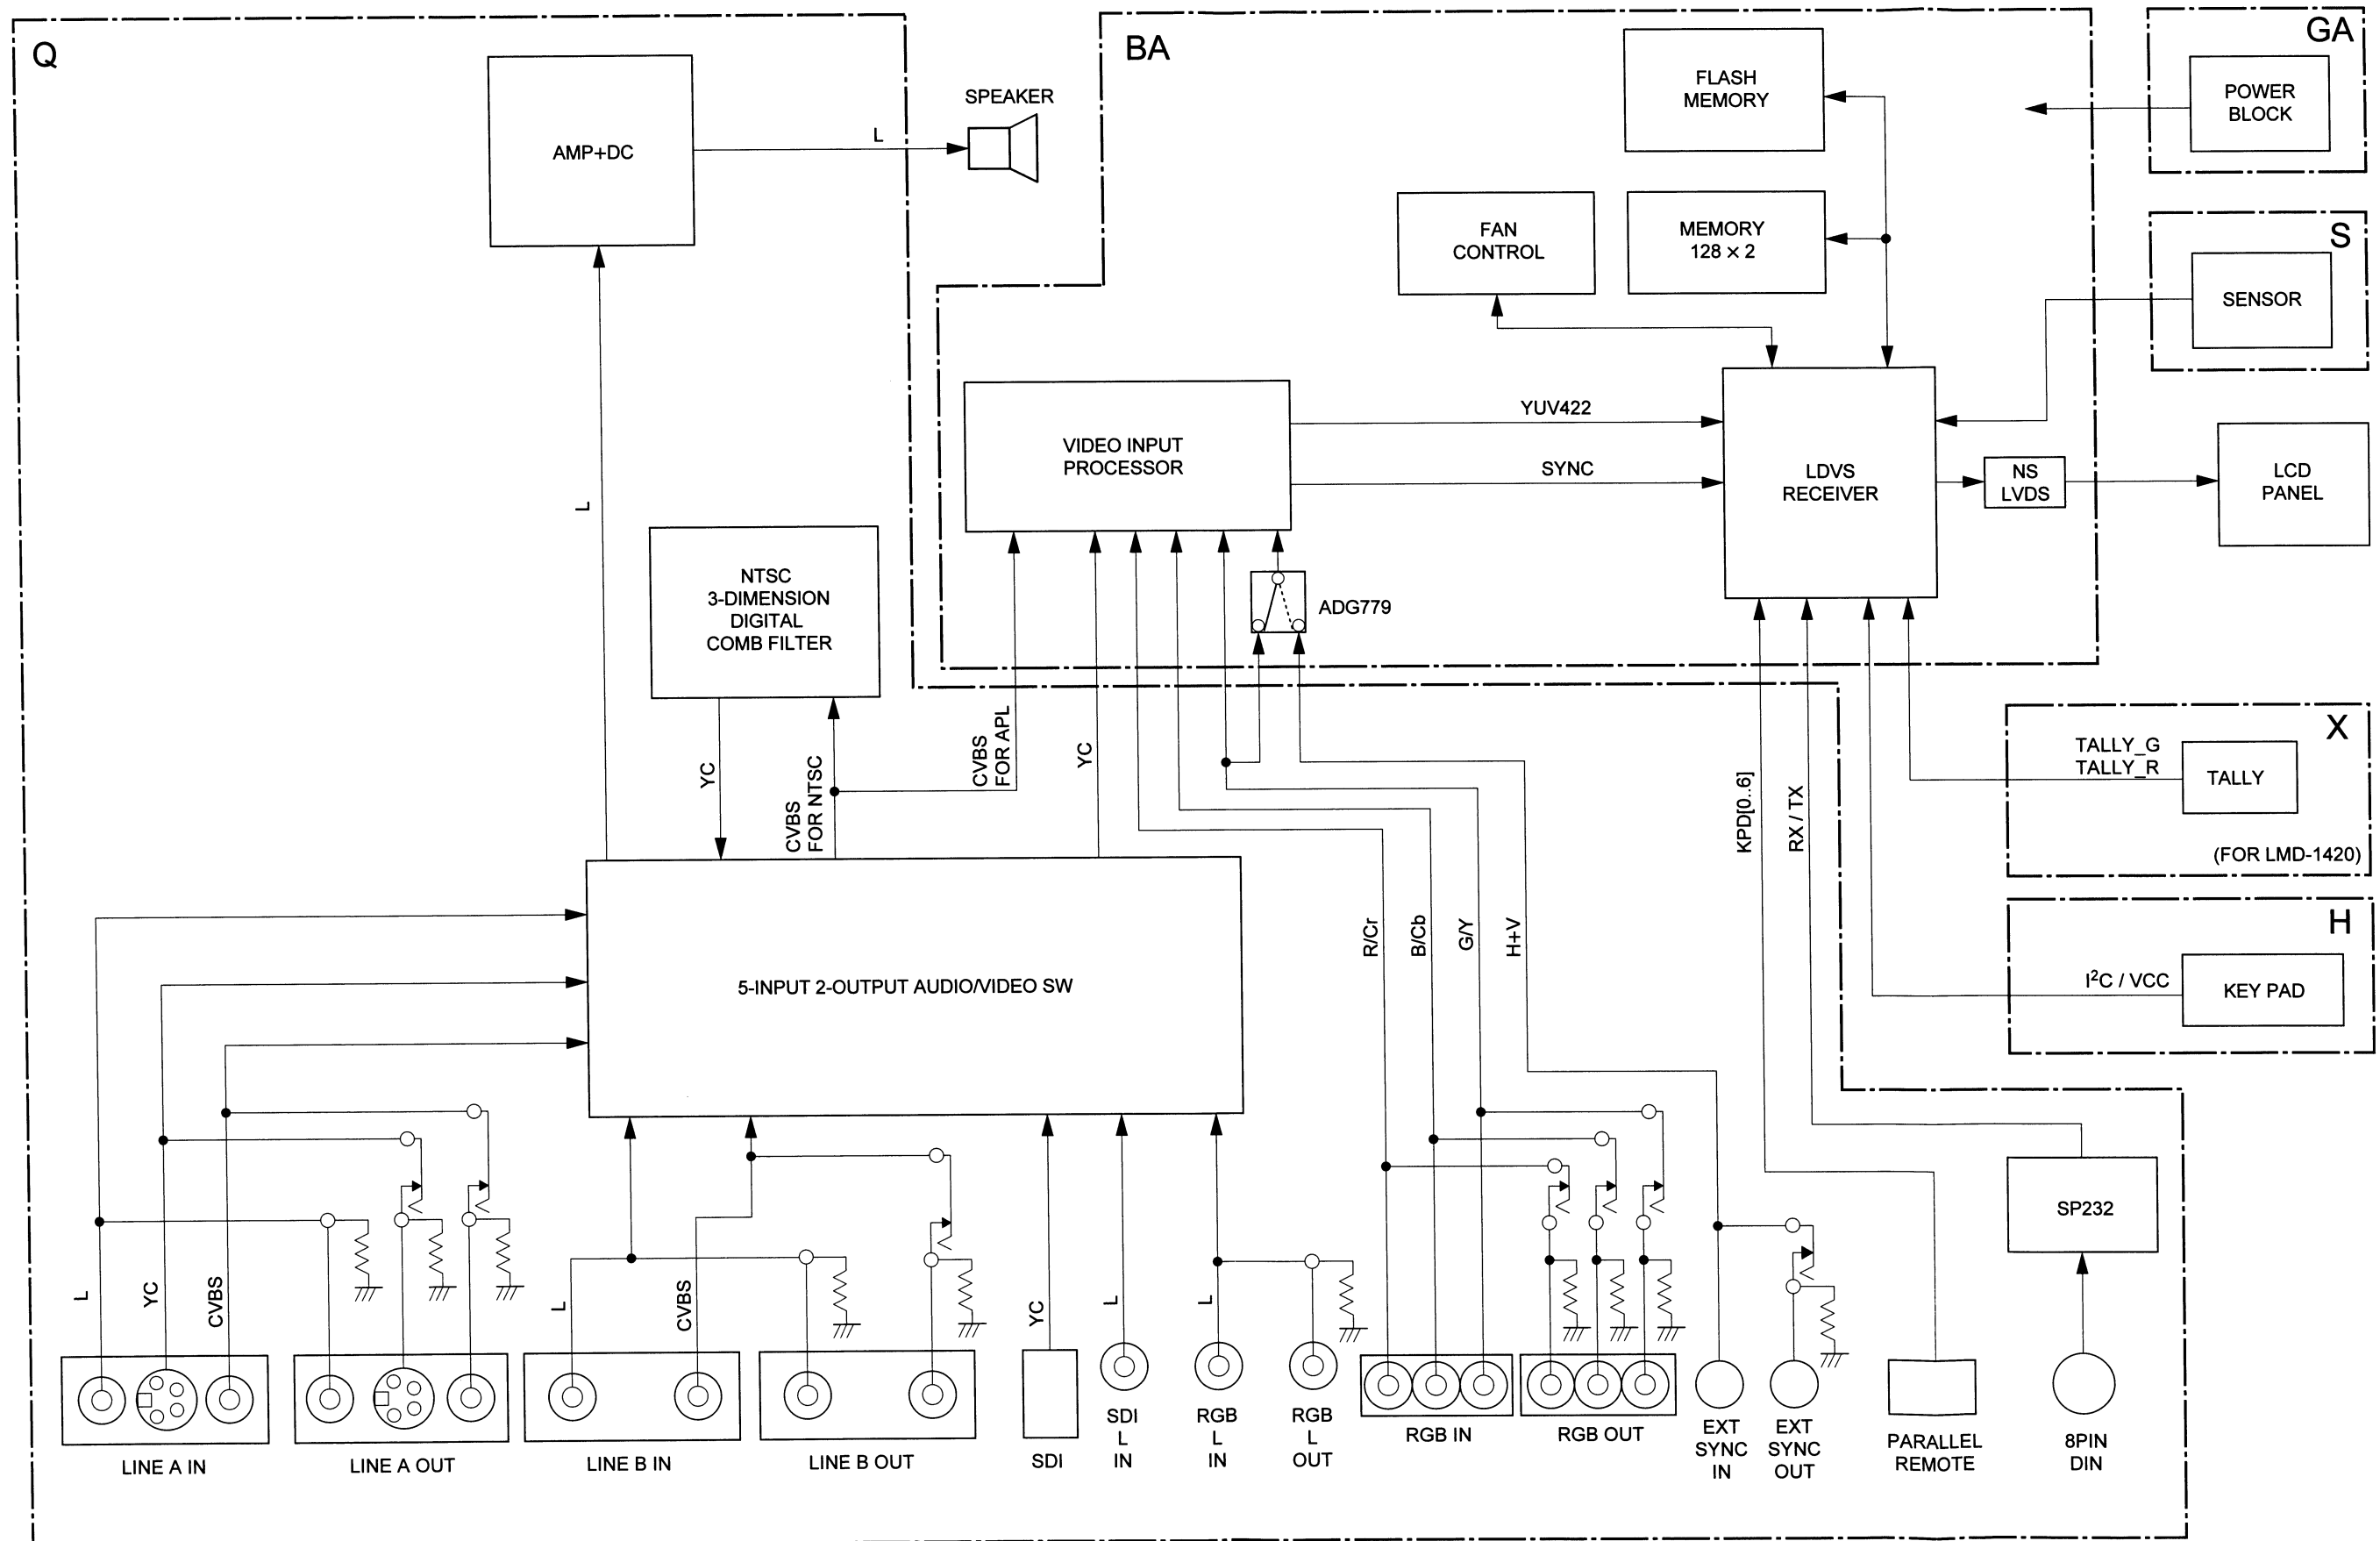 Q
BA
GA
FLASH
MEMORY
POWER
BLOCK
SPEAKER
AMP+DC
L
FAN
CONTROL
MEMORY
128 × 2
S
SENSOR
VIDEO INPUT
PROCESSOR
YUV422
SYNC
LDVS
RECEIVER
NS
LVDS
LCD
PANEL
L
NTSC
3-DIMENSION
DIGITAL
COMB FILTER
ADG779
YC
CVBS
FOR NTSC
CVBS
FOR APL
YC
KPD[0..6]
RX / TX
X
TALLY_G
TALLY_R
TALLY
(FOR LMD-1420)
R/Cr
B/Cb
G/Y
H+V
H
I²C / VCC
KEY PAD
5-INPUT 2-OUTPUT AUDIO/VIDEO SW
SP232
L
YC
CVBS
L
CVBS
YC
L
L
LINE A IN
LINE A OUT
LINE B IN
LINE B OUT
SDI
SDI
L
IN
RGB
L
IN
RGB
L
OUT
RGB IN
RGB OUT
EXT
SYNC
IN
EXT
SYNC
OUT
PARALLEL
REMOTE
8PIN
DIN